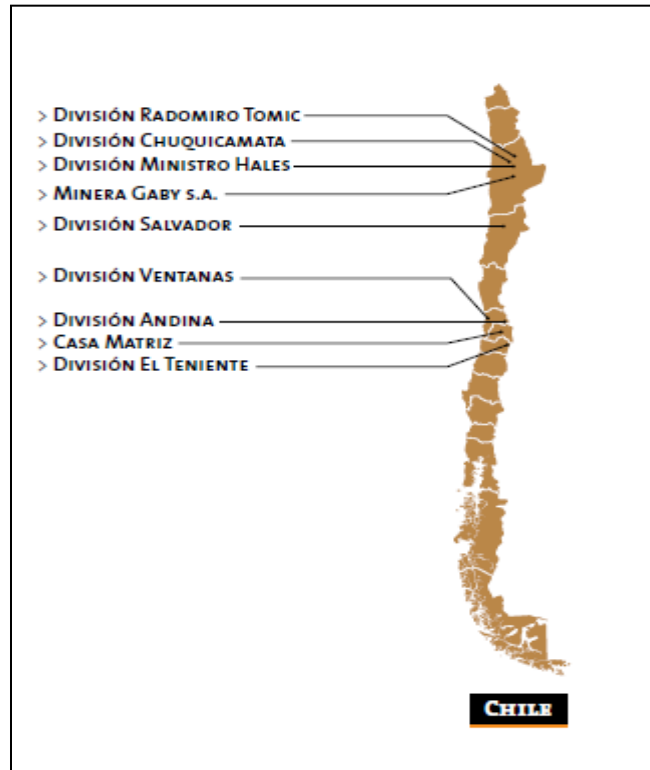 > División Radomiro Tomic
> División Chuquicamata
> División Ministro Hales
> Minera Gaby s.a.
> División Salvador
> División Ventanas
> División Andina
> Casa Matriz
> División El Teniente
Chile